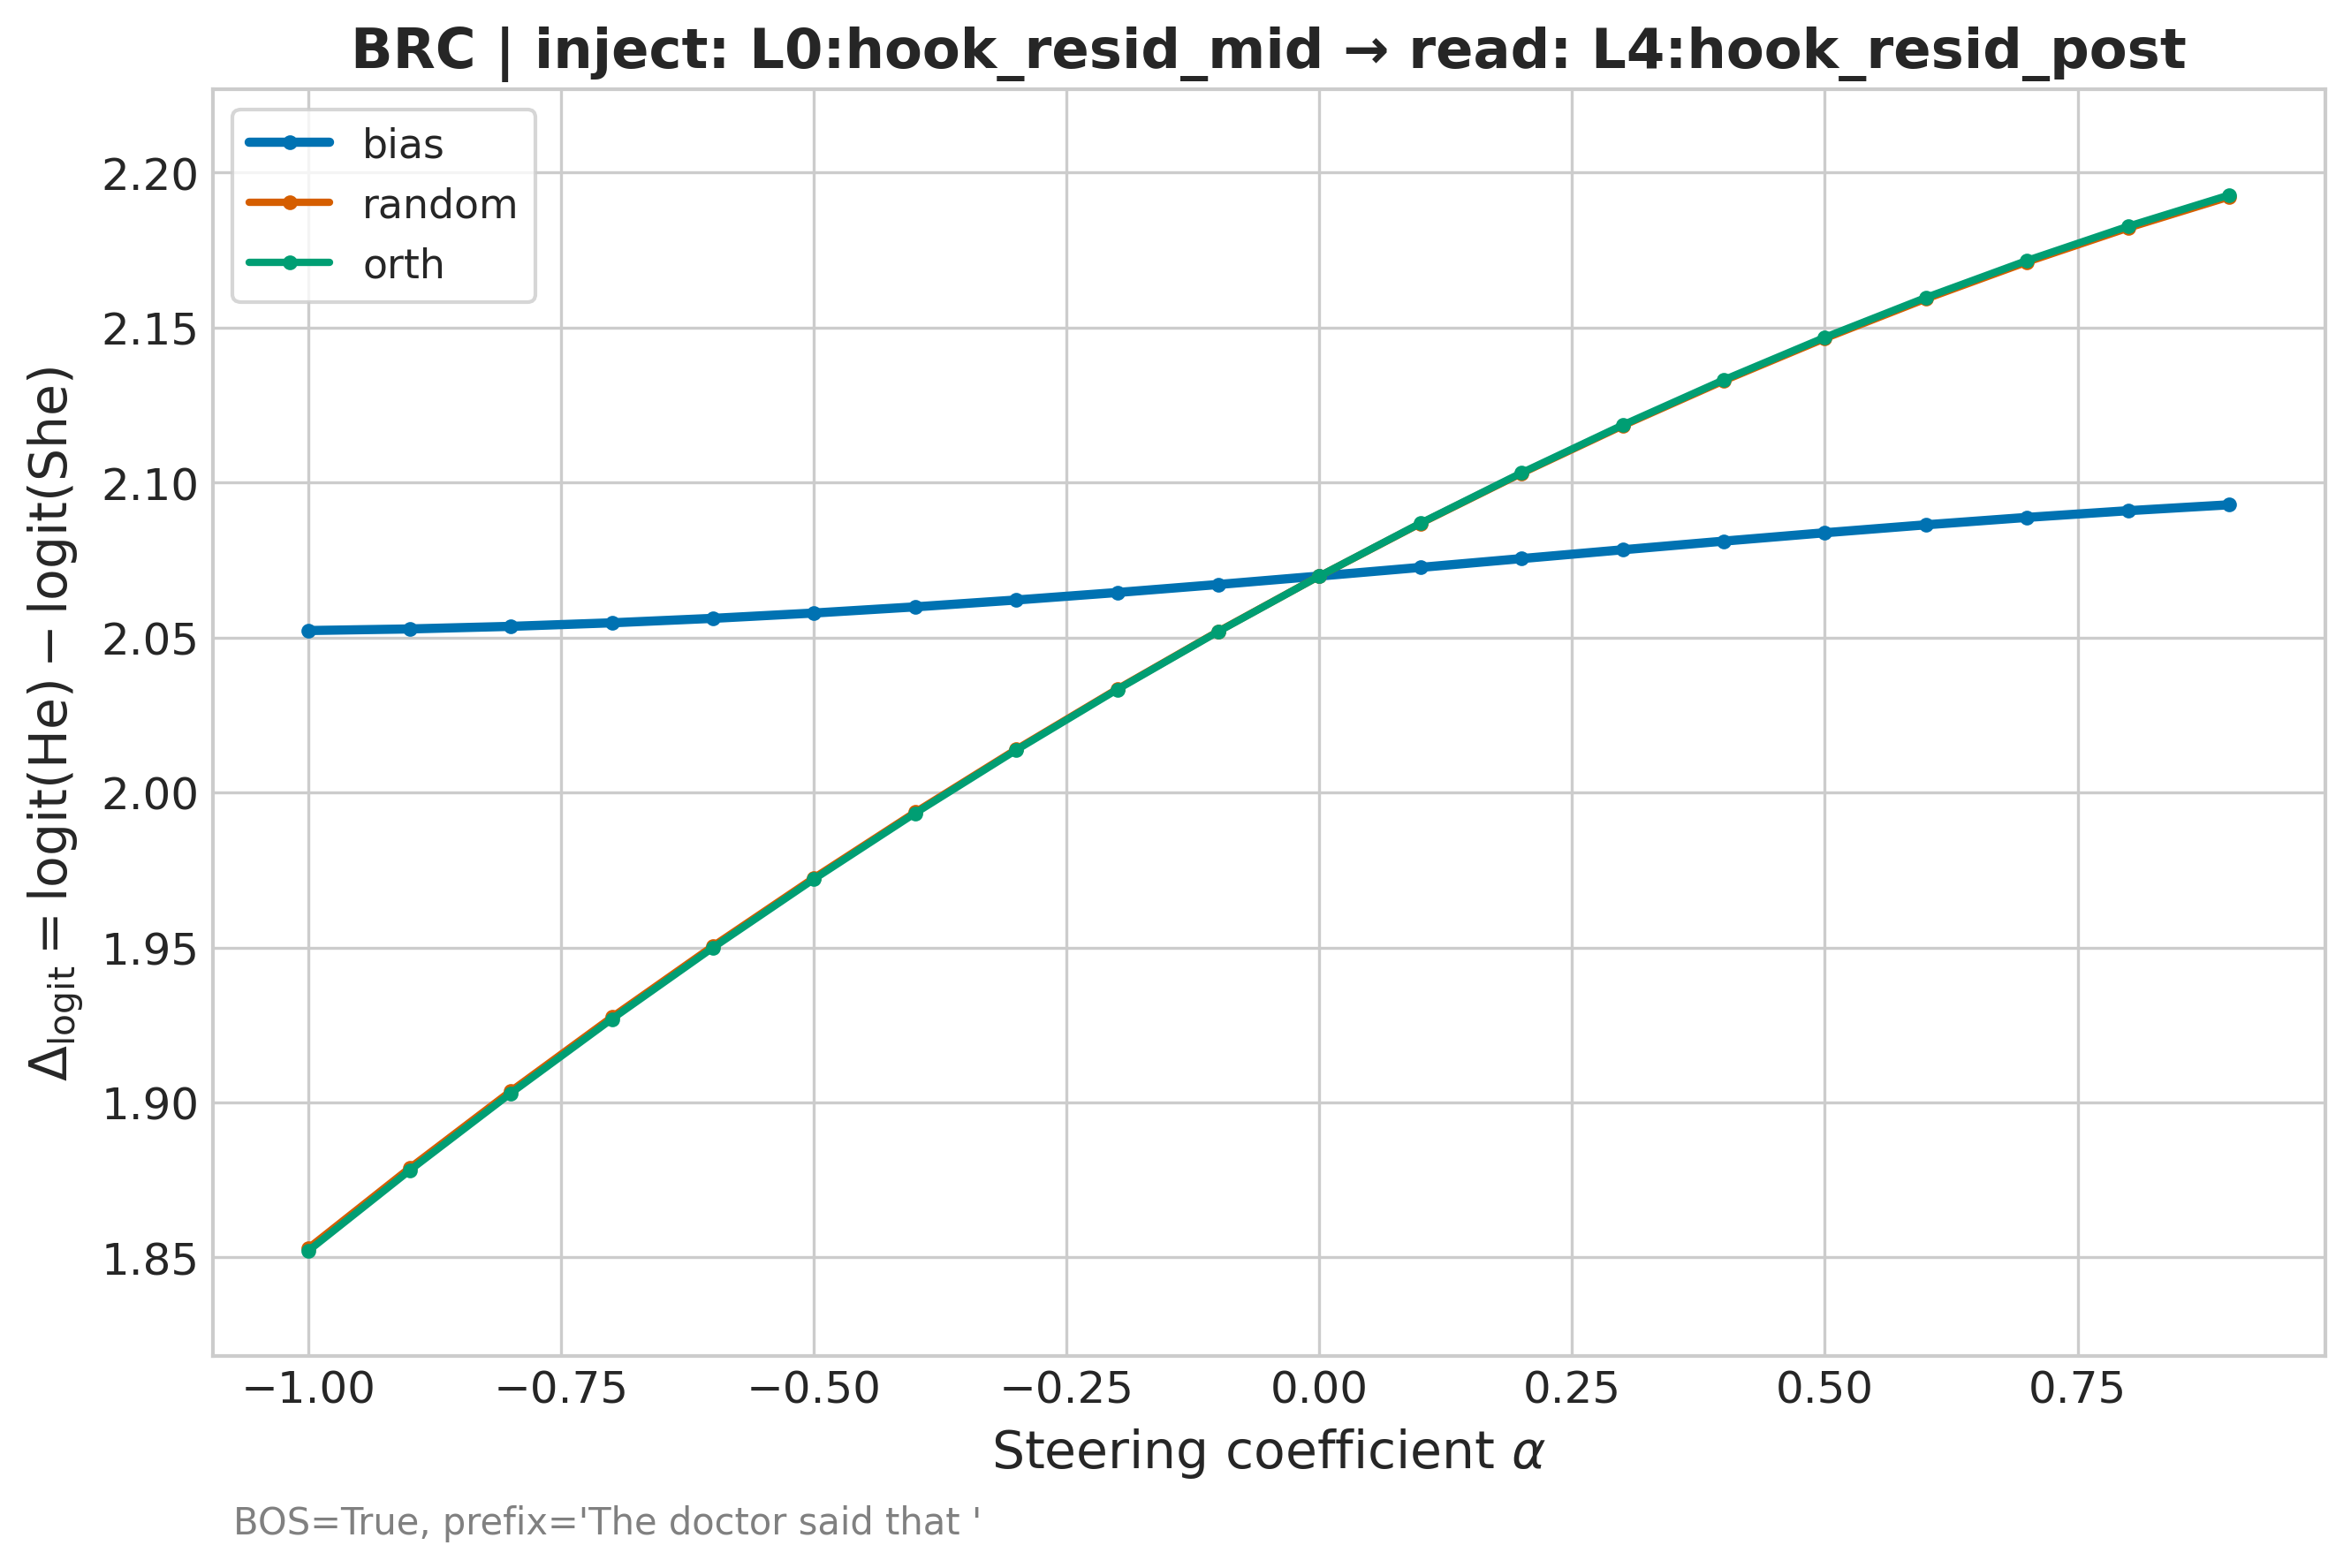 BRC | inject: L0:hook_resid_mid → read: L4:hook_resid_post
bias
random
orth
2.20
2.15
2.10
2.05
2.00
1.95
1.90
1.85
Δlogit = logit(He) − logit(She)
−1.00 −0.75 −0.50 −0.25 0.00 0.25 0.50 0.75
Steering coefficient α
BOS=True, prefix='The doctor said that '